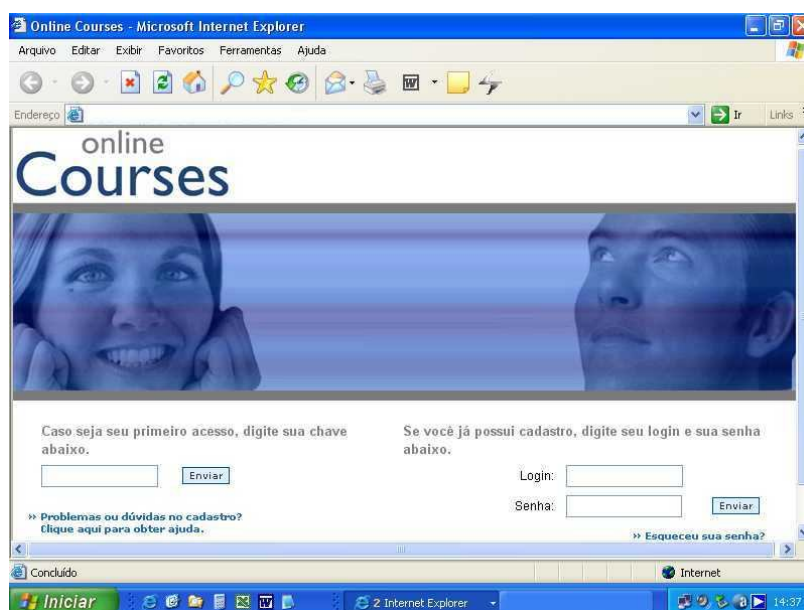 Online Courses - Microsoft Internet Explorer
Arquivo Editar Exibir Favoritos Ferramentas Ajuda
Endereço Ir Links
online
Courses
Caso seja seu primeiro acesso, digite sua chave
abaixo.
Enviar
» Problemas ou dúvidas no cadastro?
Clique aqui para obter ajuda.
Se você já possui cadastro, digite seu login e sua senha
abaixo.
Login:
Senha:
Enviar
» Esqueceu sua senha?
Concluído Internet
Iniciar 2 Internet Explorer 14:37